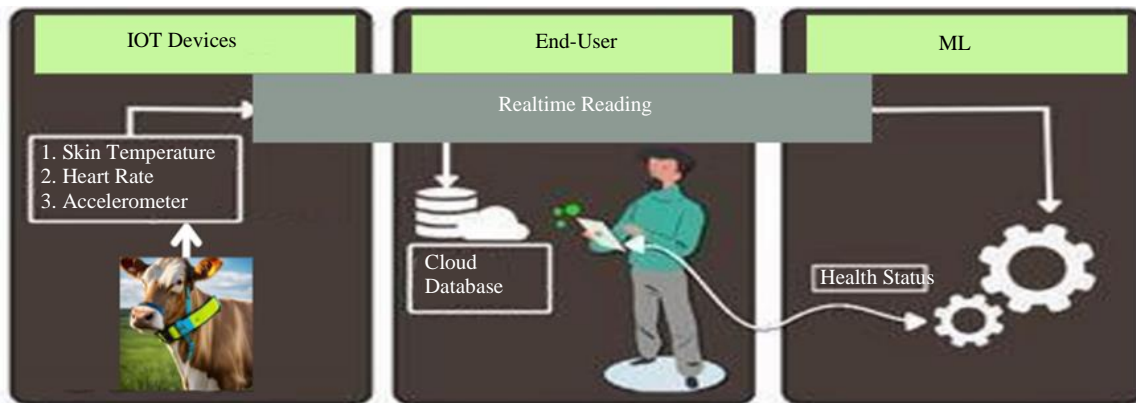 IOT Devices
End-User
ML
Realtime Reading
1. Skin Temperature
2. Heart Rate
3. Accelerometer
Cloud
Database
Health Status